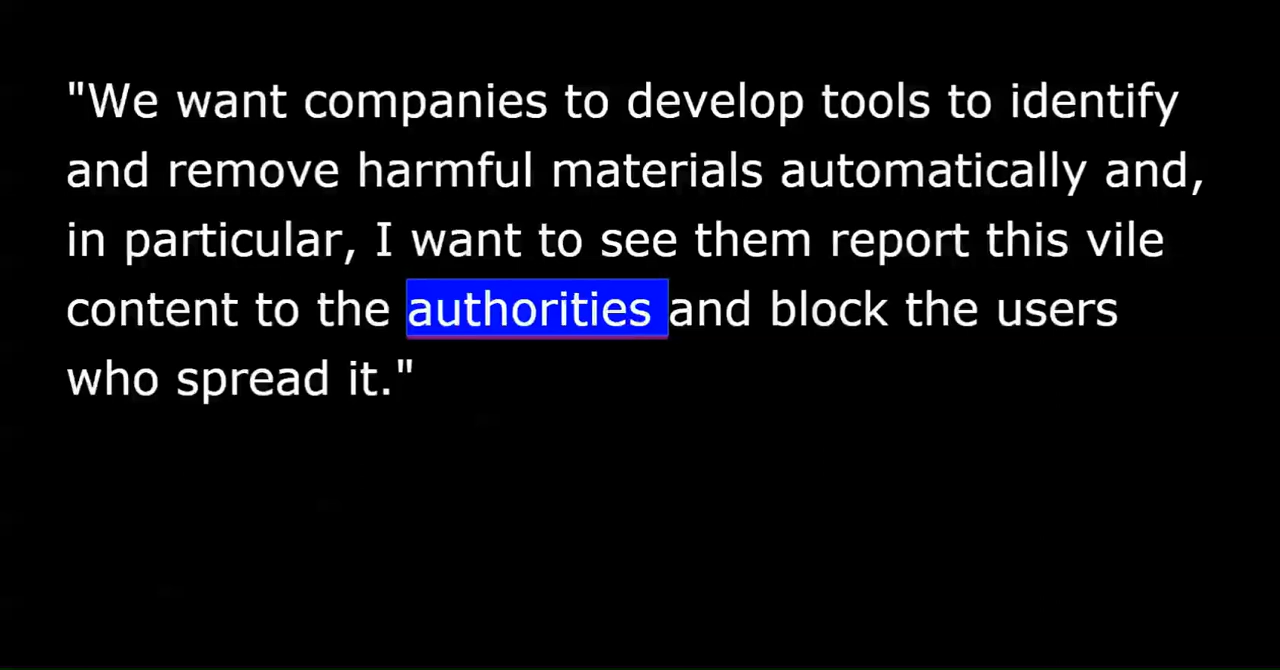 "We want companies to develop tools to identify
and remove harmful materials automatically and,
in particular, I want to see them report this vile
content to the authorities and block the users
who spread it."